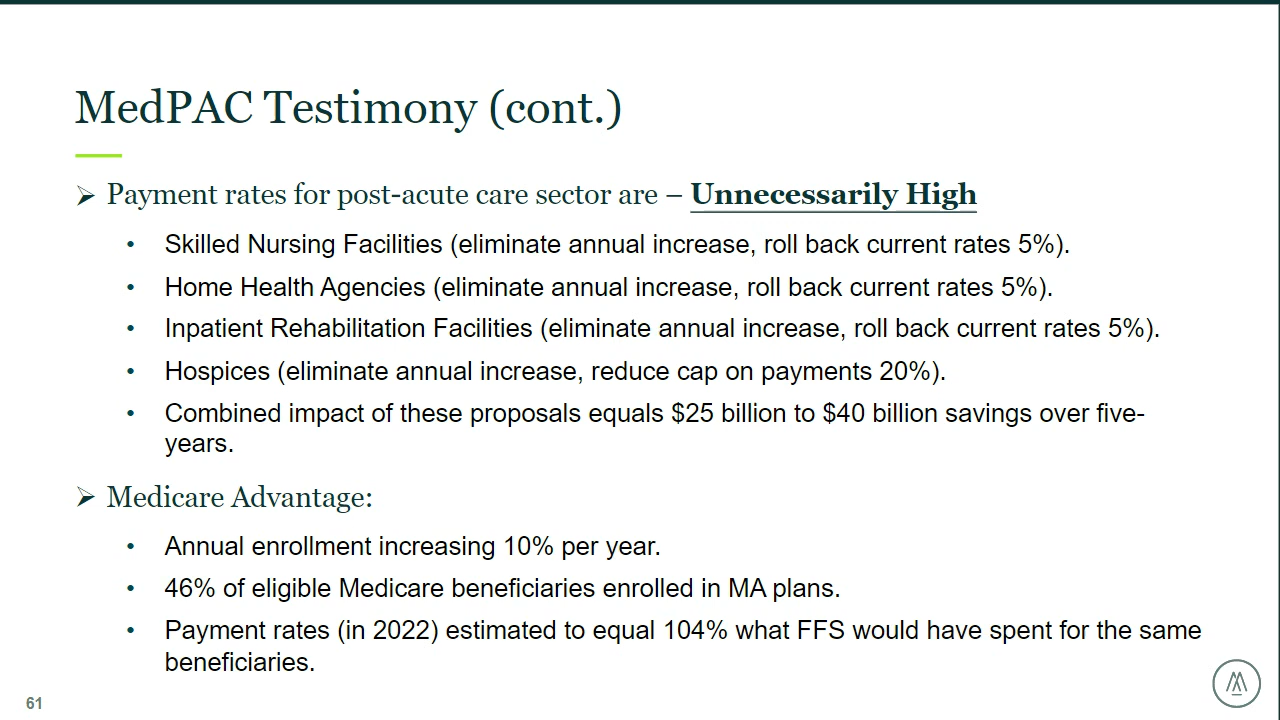 MedPAC Testimony (cont.)
➢ Payment rates for post-acute care sector are – Unnecessarily High
• Skilled Nursing Facilities (eliminate annual increase, roll back current rates 5%).
• Home Health Agencies (eliminate annual increase, roll back current rates 5%).
• Inpatient Rehabilitation Facilities (eliminate annual increase, roll back current rates 5%).
• Hospices (eliminate annual increase, reduce cap on payments 20%).
• Combined impact of these proposals equals $25 billion to $40 billion savings over five-
years.
➢ Medicare Advantage:
• Annual enrollment increasing 10% per year.
• 46% of eligible Medicare beneficiaries enrolled in MA plans.
• Payment rates (in 2022) estimated to equal 104% what FFS would have spent for the same
beneficiaries.
61